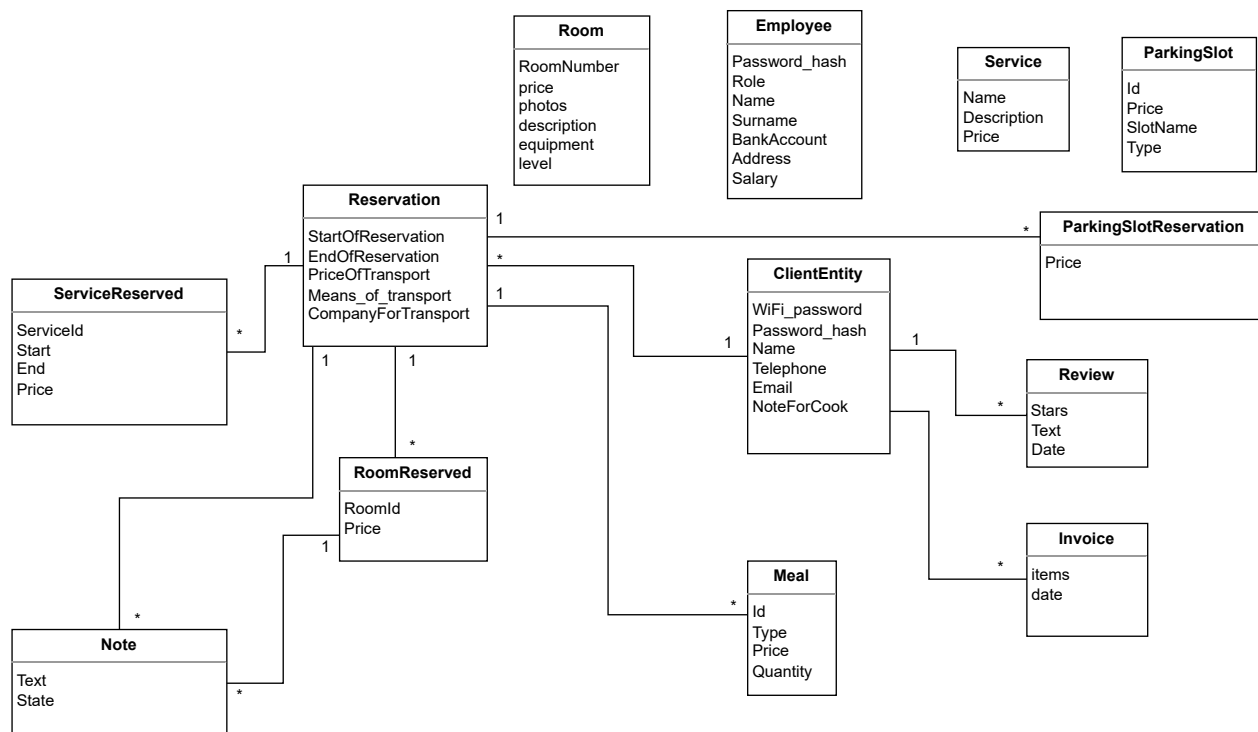 Room
RoomNumber
price
photos
description
equipment
level
Employee
Password_hash
Role
Name
Surname
BankAccount
Address
Salary
Service
Name
Description
Price
ParkingSlot
Id
Price
SlotName
Type
Reservation
StartOfReservation
EndOfReservation
PriceOfTransport
Means_of_transport
CompanyForTransport
1
*
ParkingSlotReservation
Price
*
1
1
*
ServiceReserved
ServiceId
Start
End
Price
1
*
ClientEntity
WiFi_password
Password_hash
Name
Telephone
Email
NoteForCook
1
1
*
Review
Stars
Text
Date
1
1
*
RoomReserved
RoomId
Price
1
*
Invoice
items
date
*
Meal
Id
Type
Price
Quantity
*
Note
Text
State
*